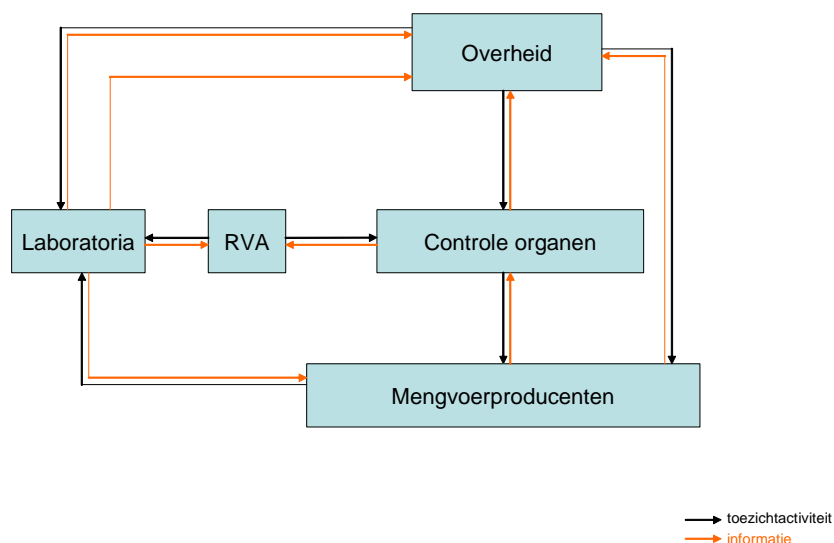 Overheid
Laboratoria
RVA
Controle organen
Mengvoerproducenten
toezichtactiviteit
informatie